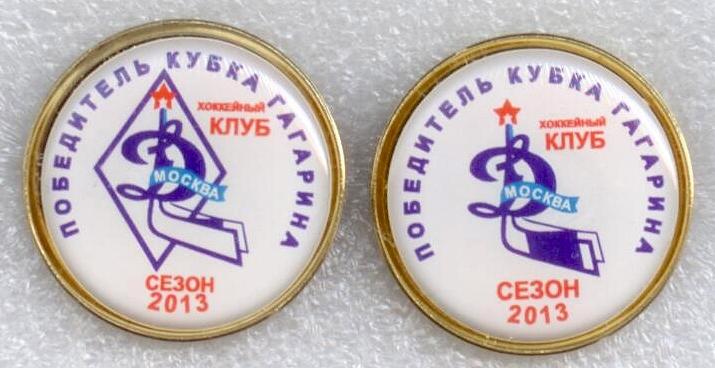 ПОБЕДИТЕЛЬ КУБКА ГАГАРИНА
ХОККЕЙНЫЙ
КЛУБ
Д
МОСКВА
СЕЗОН
2013
ПОБЕДИТЕЛЬ КУБКА ГАГАРИНА
ХОККЕЙНЫЙ
КЛУБ
Д
МОСКВА
СЕЗОН
2013